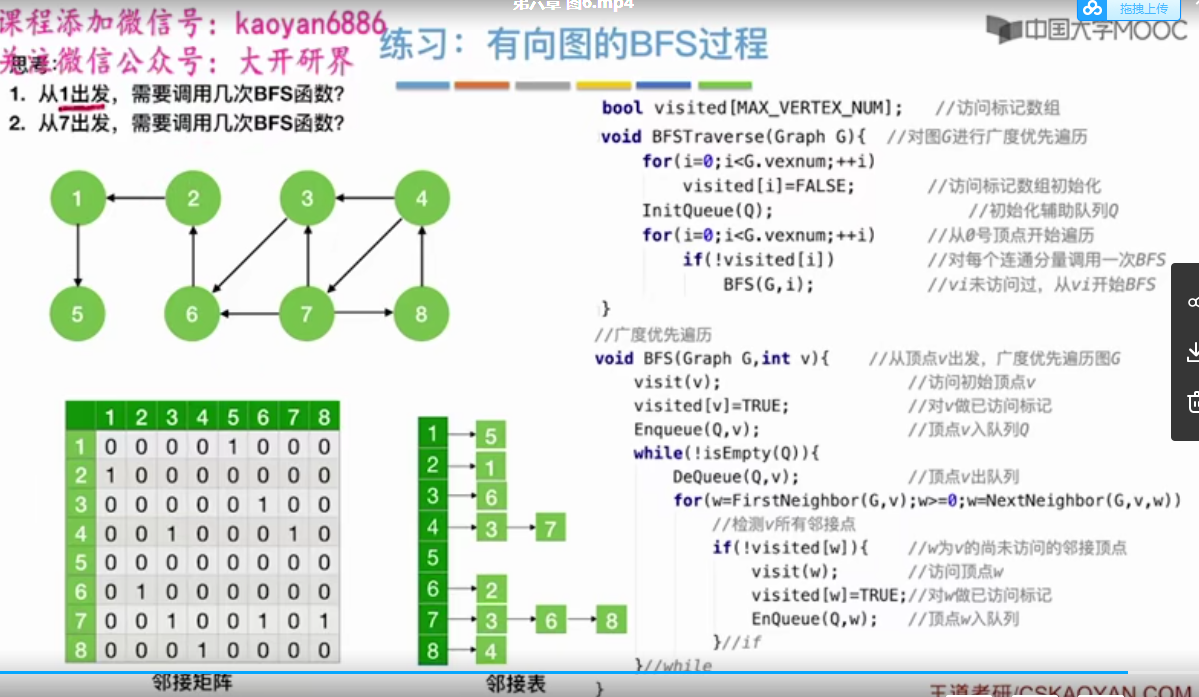 第六章 图6.mp4
拖拽上传
课程添加微信号：kaoyan6886
关注微信公众号：大开研界
中国大学MOOC
练习：有向图的BFS过程
思考：
1. 从1出发，需要调用几次BFS函数？
2. 从7出发，需要调用几次BFS函数？
1 2 3 4
5 6 7 8
bool visited[MAX_VERTEX_NUM]; //访问标记数组
void BFSTraverse(Graph G){ //对图G进行广度优先遍历
for(i=0;i<G.vexnum;++i)
visited[i]=FALSE; //访问标记数组初始化
InitQueue(Q); //初始化辅助队列Q
for(i=0;i<G.vexnum;++i) //从0号顶点开始遍历
if(!visited[i]) //对每个连通分量调用一次BFS
BFS(G,i); //vi未访问过，从vi开始BFS
}
//广度优先遍历
void BFS(Graph G,int v){ //从顶点v出发，广度优先遍历图G
visit(v); //访问初始顶点v
visited[v]=TRUE; //对v做已访问标记
Enqueue(Q,v); //顶点v入队列Q
while(!isEmpty(Q)){
DeQueue(Q,v); //顶点v出队列
for(w=FirstNeighbor(G,v);w>=0;w=NextNeighbor(G,v,w))
//检测v所有邻接点
if(!visited[w]){ //w为v的尚未访问的邻接顶点
visit(w); //访问顶点w
visited[w]=TRUE;//对w做已访问标记
EnQueue(Q,w); //顶点w入队列
}//if
}//while
}
1 2 3 4 5 6 7 8
1 0 0 0 0 1 0 0 0
2 1 0 0 0 0 0 0 0
3 0 0 0 0 0 1 0 0
4 0 0 1 0 0 0 1 0
5 0 0 0 0 0 0 0 0
6 0 1 0 0 0 0 0 0
7 0 0 1 0 0 1 0 1
8 0 0 0 1 0 0 0 0
邻接矩阵
1 5
2 1
3 6
4 3 7
5
6 2
7 3 6 8
8 4
邻接表
王道考研/CSKAOYAN.COM